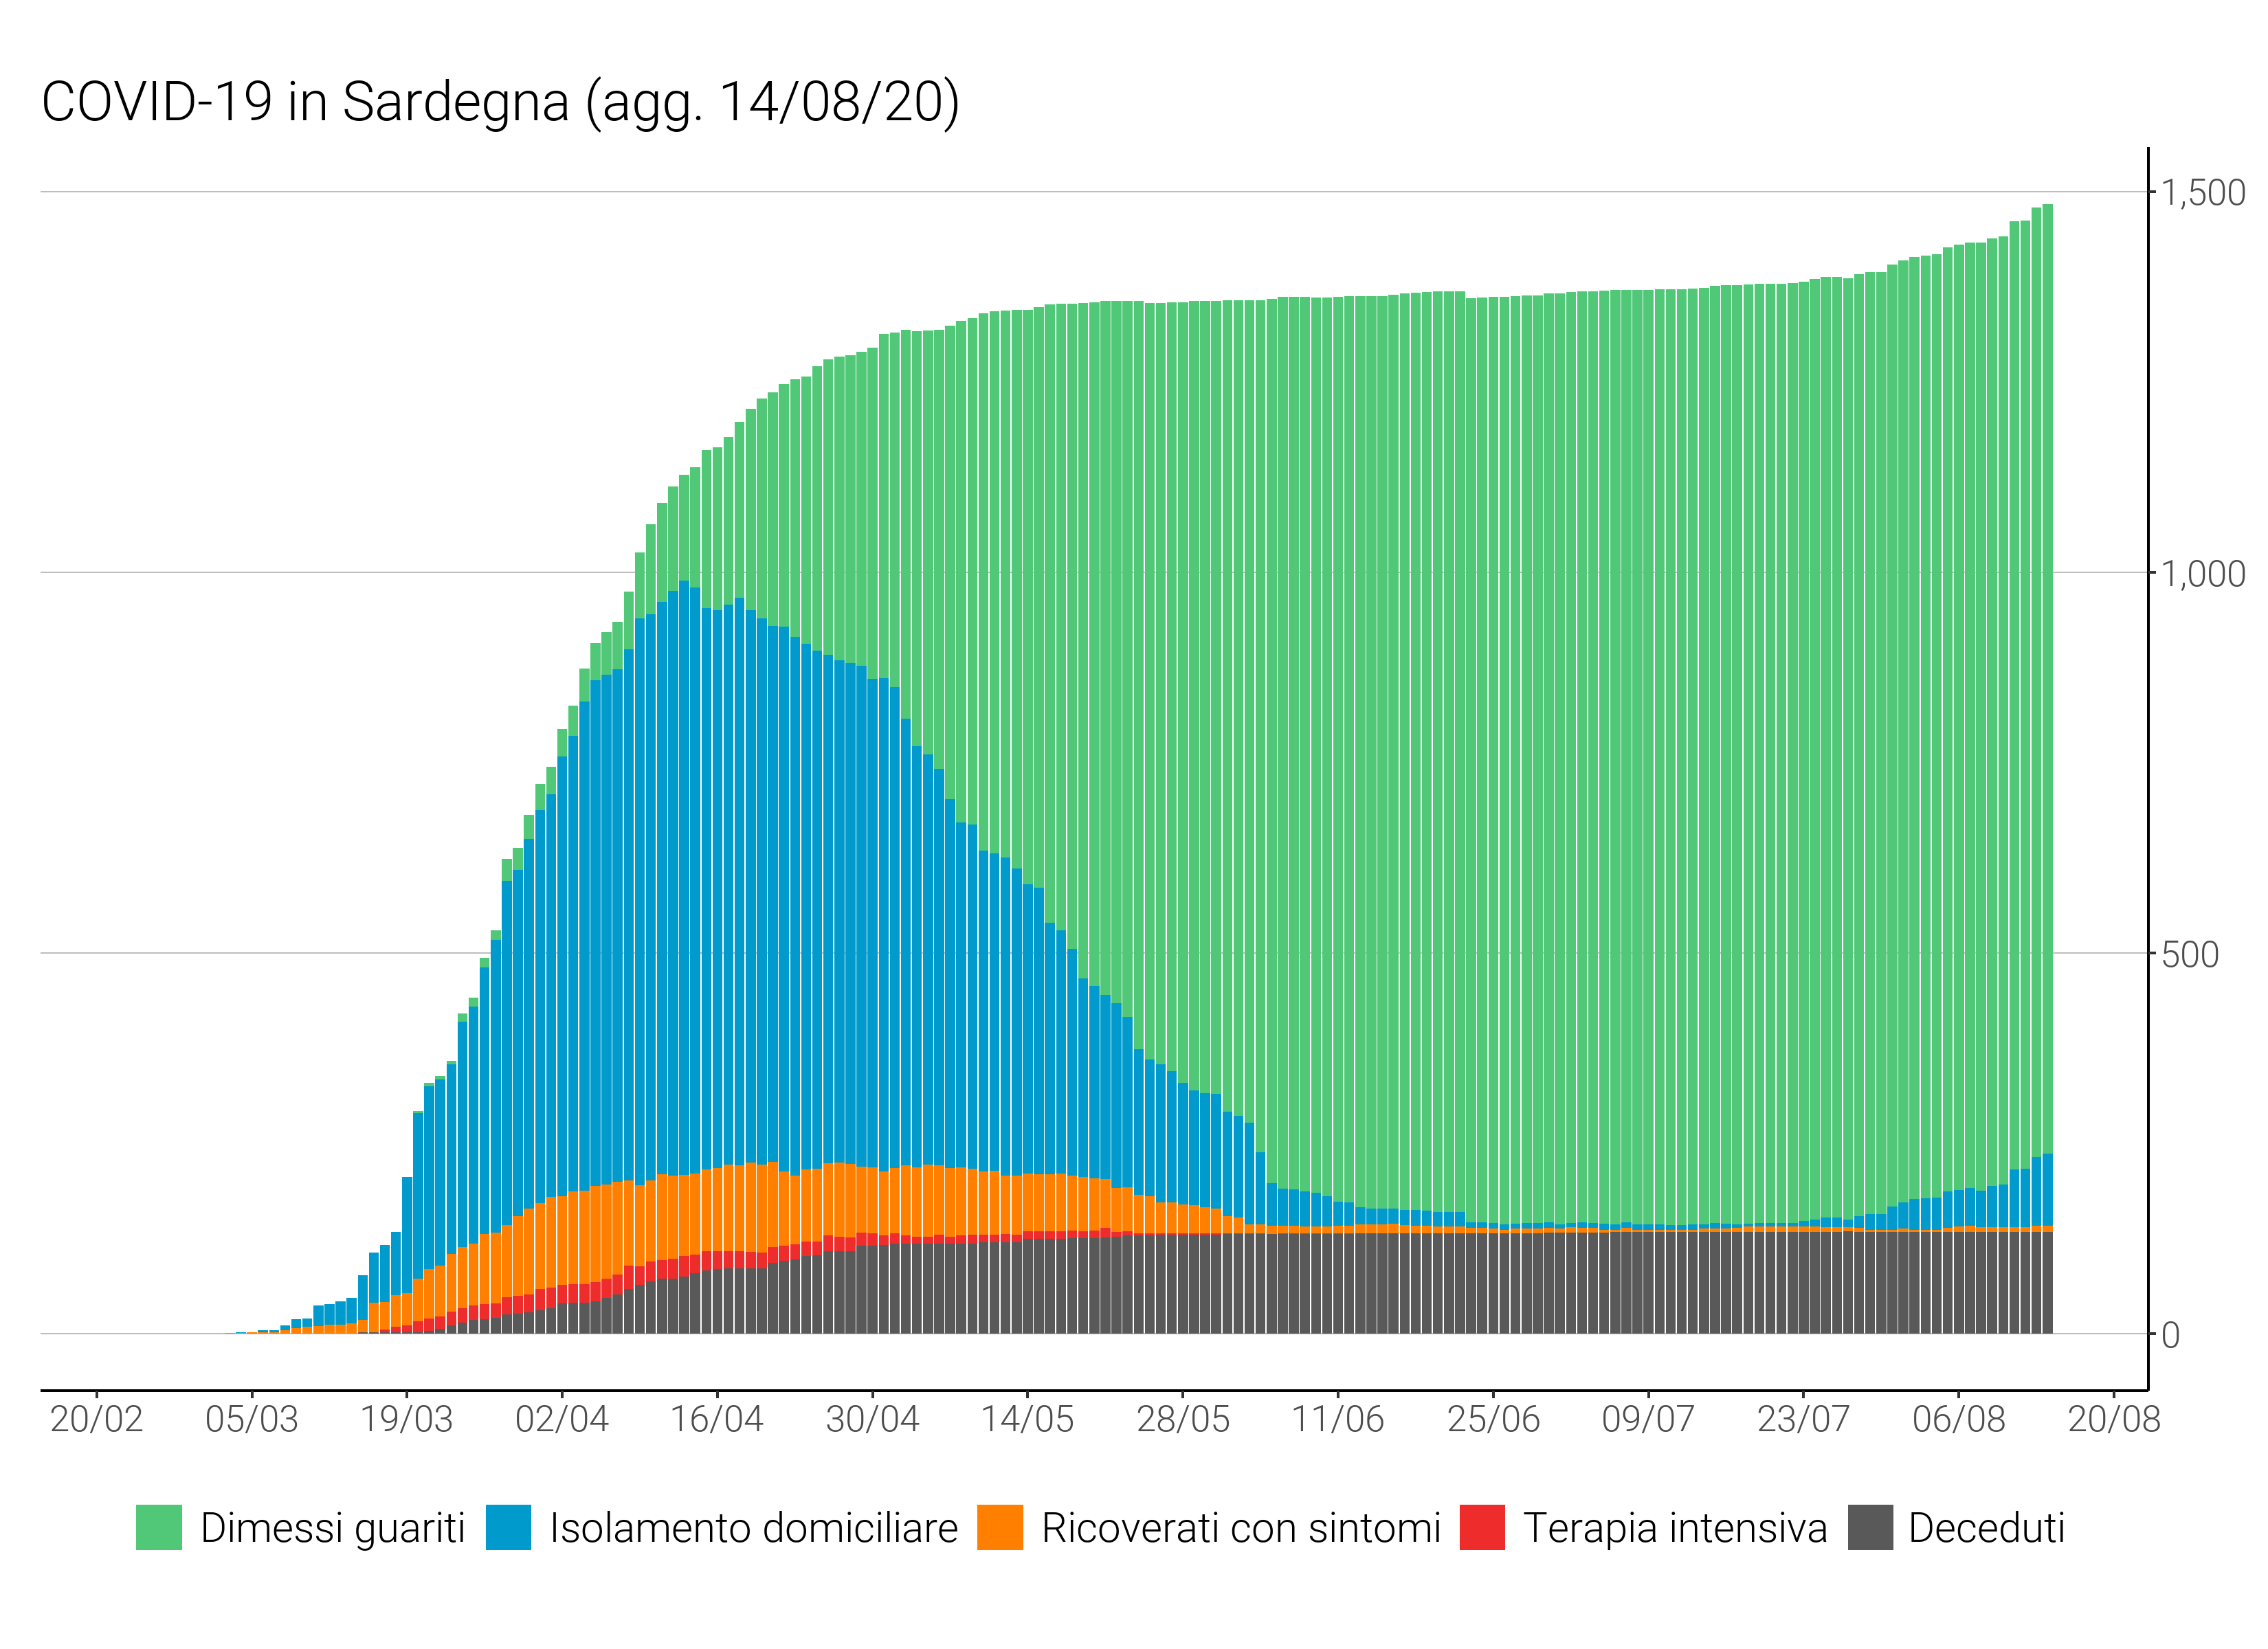 COVID-19 in Sardegna (agg. 14/08/20)
1,500
1,000
500
0
20/02 05/03 19/03 02/04 16/04 30/04 14/05 28/05 11/06 25/06 09/07 23/07 06/08 20/08
Dimessi guariti Isolamento domiciliare Ricoverati con sintomi Terapia intensiva Deceduti